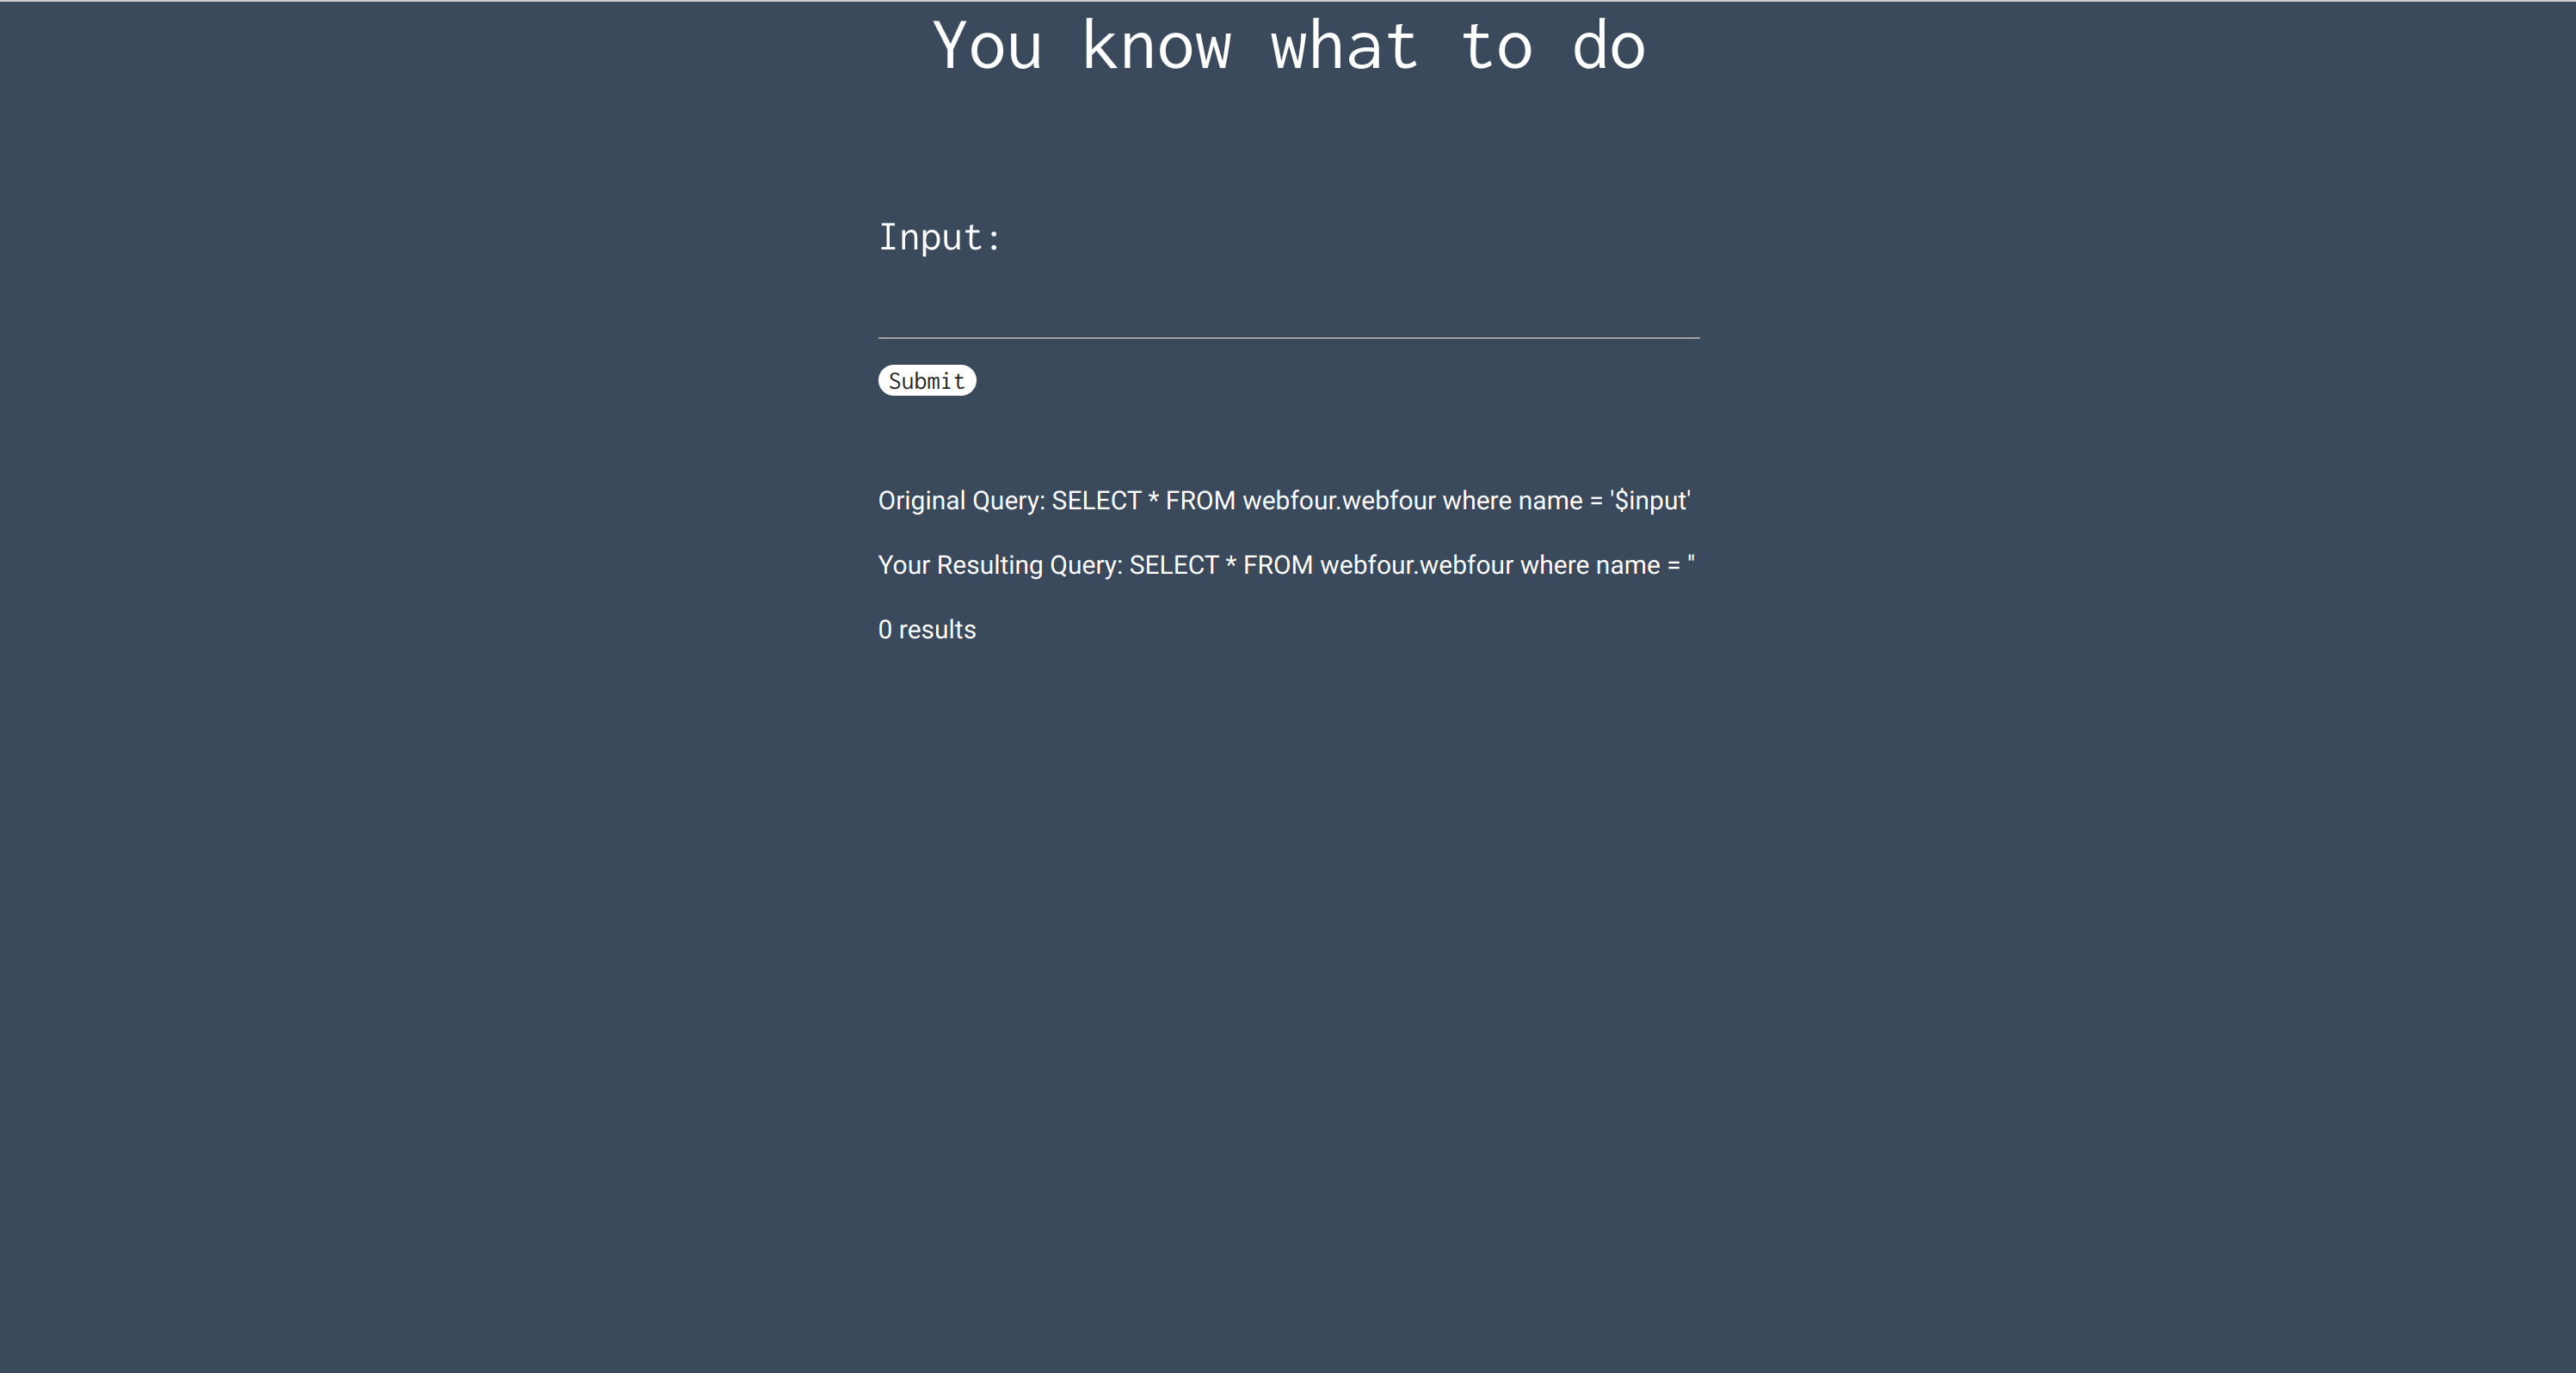 You know what to do
Input:
Submit
Original Query: SELECT * FROM webfour.webfour where name = '$input'
Your Resulting Query: SELECT * FROM webfour.webfour where name = ''
0 results